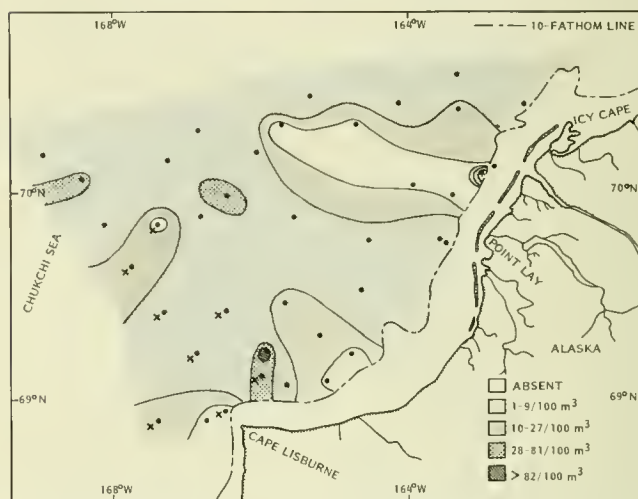 168°W
164°W
10-FATHOM LINE
ICY CAPE
70°N
70°N
CHUKCHI SEA
POINT LAY
ALASKA
ABSENT
1-9/100 m³
10-27/100 m³
28-81/100 m³
> 82/100 m³
69°N
69°N
CAPE LISBURNE
168°W
164°W